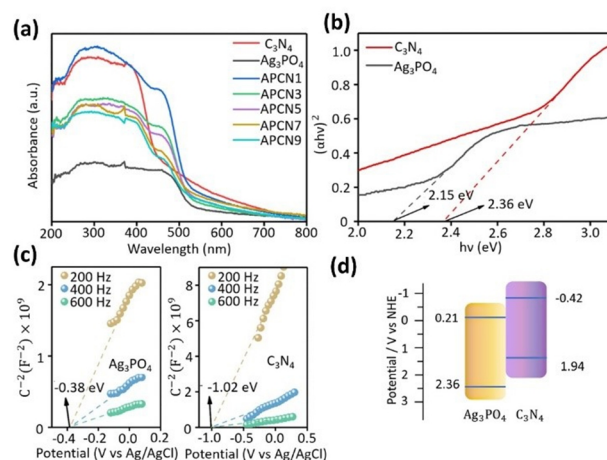 (a)
C₃N₄
Ag₃PO₄
APCN1
APCN3
APCN5
APCN7
APCN9
Absorbance (a.u.)
200 300 400 500 600 700 800
Wavelength (nm)
(b)
C₃N₄
Ag₃PO₄
(αhv)²
1.0
0.8
0.6
0.4
0.2
0
2.15 eV
2.36 eV
2.0 2.2 2.4 2.6 2.8 3.0
hv (eV)
(c)
200 Hz
400 Hz
600 Hz
C⁻² (F⁻²) × 10⁹
2
1
0
Ag₃PO₄
-0.38 eV
-0.4 -0.2 0.0
Potential (V vs Ag/AgCl)
200 Hz
400 Hz
600 Hz
C⁻² (F⁻²) × 10⁹
8
6
4
2
0
C₃N₄
-1.02 eV
-1.0 -0.5 0.0 0.5
Potential (V vs Ag/AgCl)
(d)
Potential / V vs NHE
-1
0
1
2
3
0.21
2.36
-0.42
1.94
Ag₃PO₄ C₃N₄